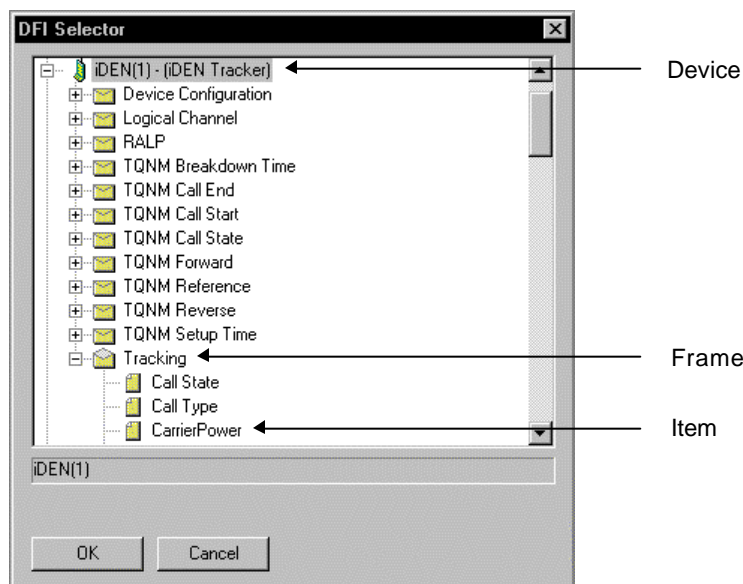 DFI Selector
iDEN(1) - (iDEN Tracker)
Device
Device Configuration
Logical Channel
RALP
TQNM Breakdown Time
TQNM Call End
TQNM Call Start
TQNM Call State
TQNM Forward
TQNM Reference
TQNM Reverse
TQNM Setup Time
Tracking
Frame
Call State
Call Type
CarrierPower
Item
iDEN(1)
OK Cancel